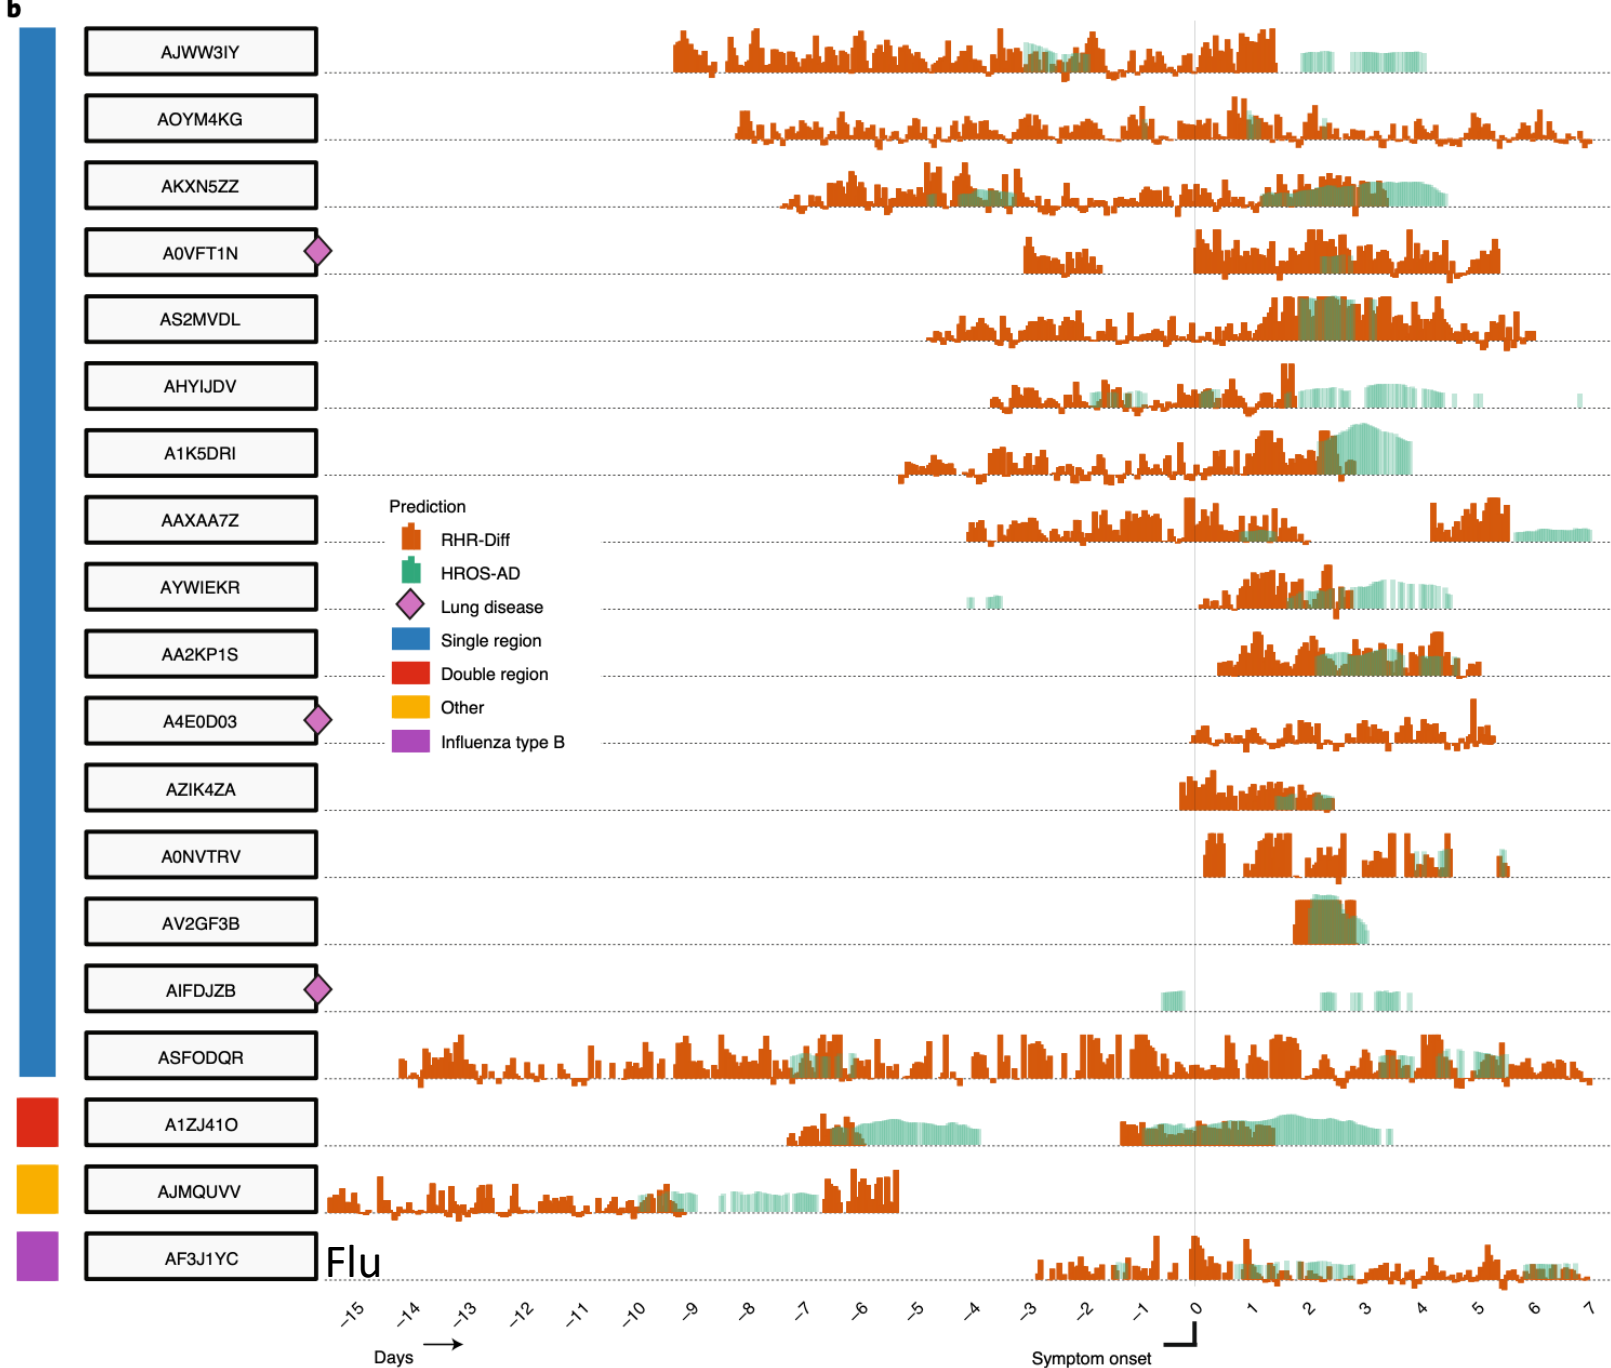 b
AJWW3IY
AOYM4KG
AKXN5ZZ
A0VFT1N
AS2MVDL
AHYIJDV
A1K5DRI
AAXAA7Z
AYWIEKR
AA2KP1S
A4E0D03
AZIK4ZA
A0NVTRV
AV2GF3B
AIFDJZB
ASFODQR
A1ZJ41O
AJMQUVV
AF3J1YC
Flu
Prediction
RHR-Diff
HROS-AD
Lung disease
Single region
Double region
Other
Influenza type B
–15 –14 –13 –12 –11 –10 –9 –8 –7 –6 –5 –4 –3 –2 –1 0 1 2 3 4 5 6 7
Days → Symptom onset